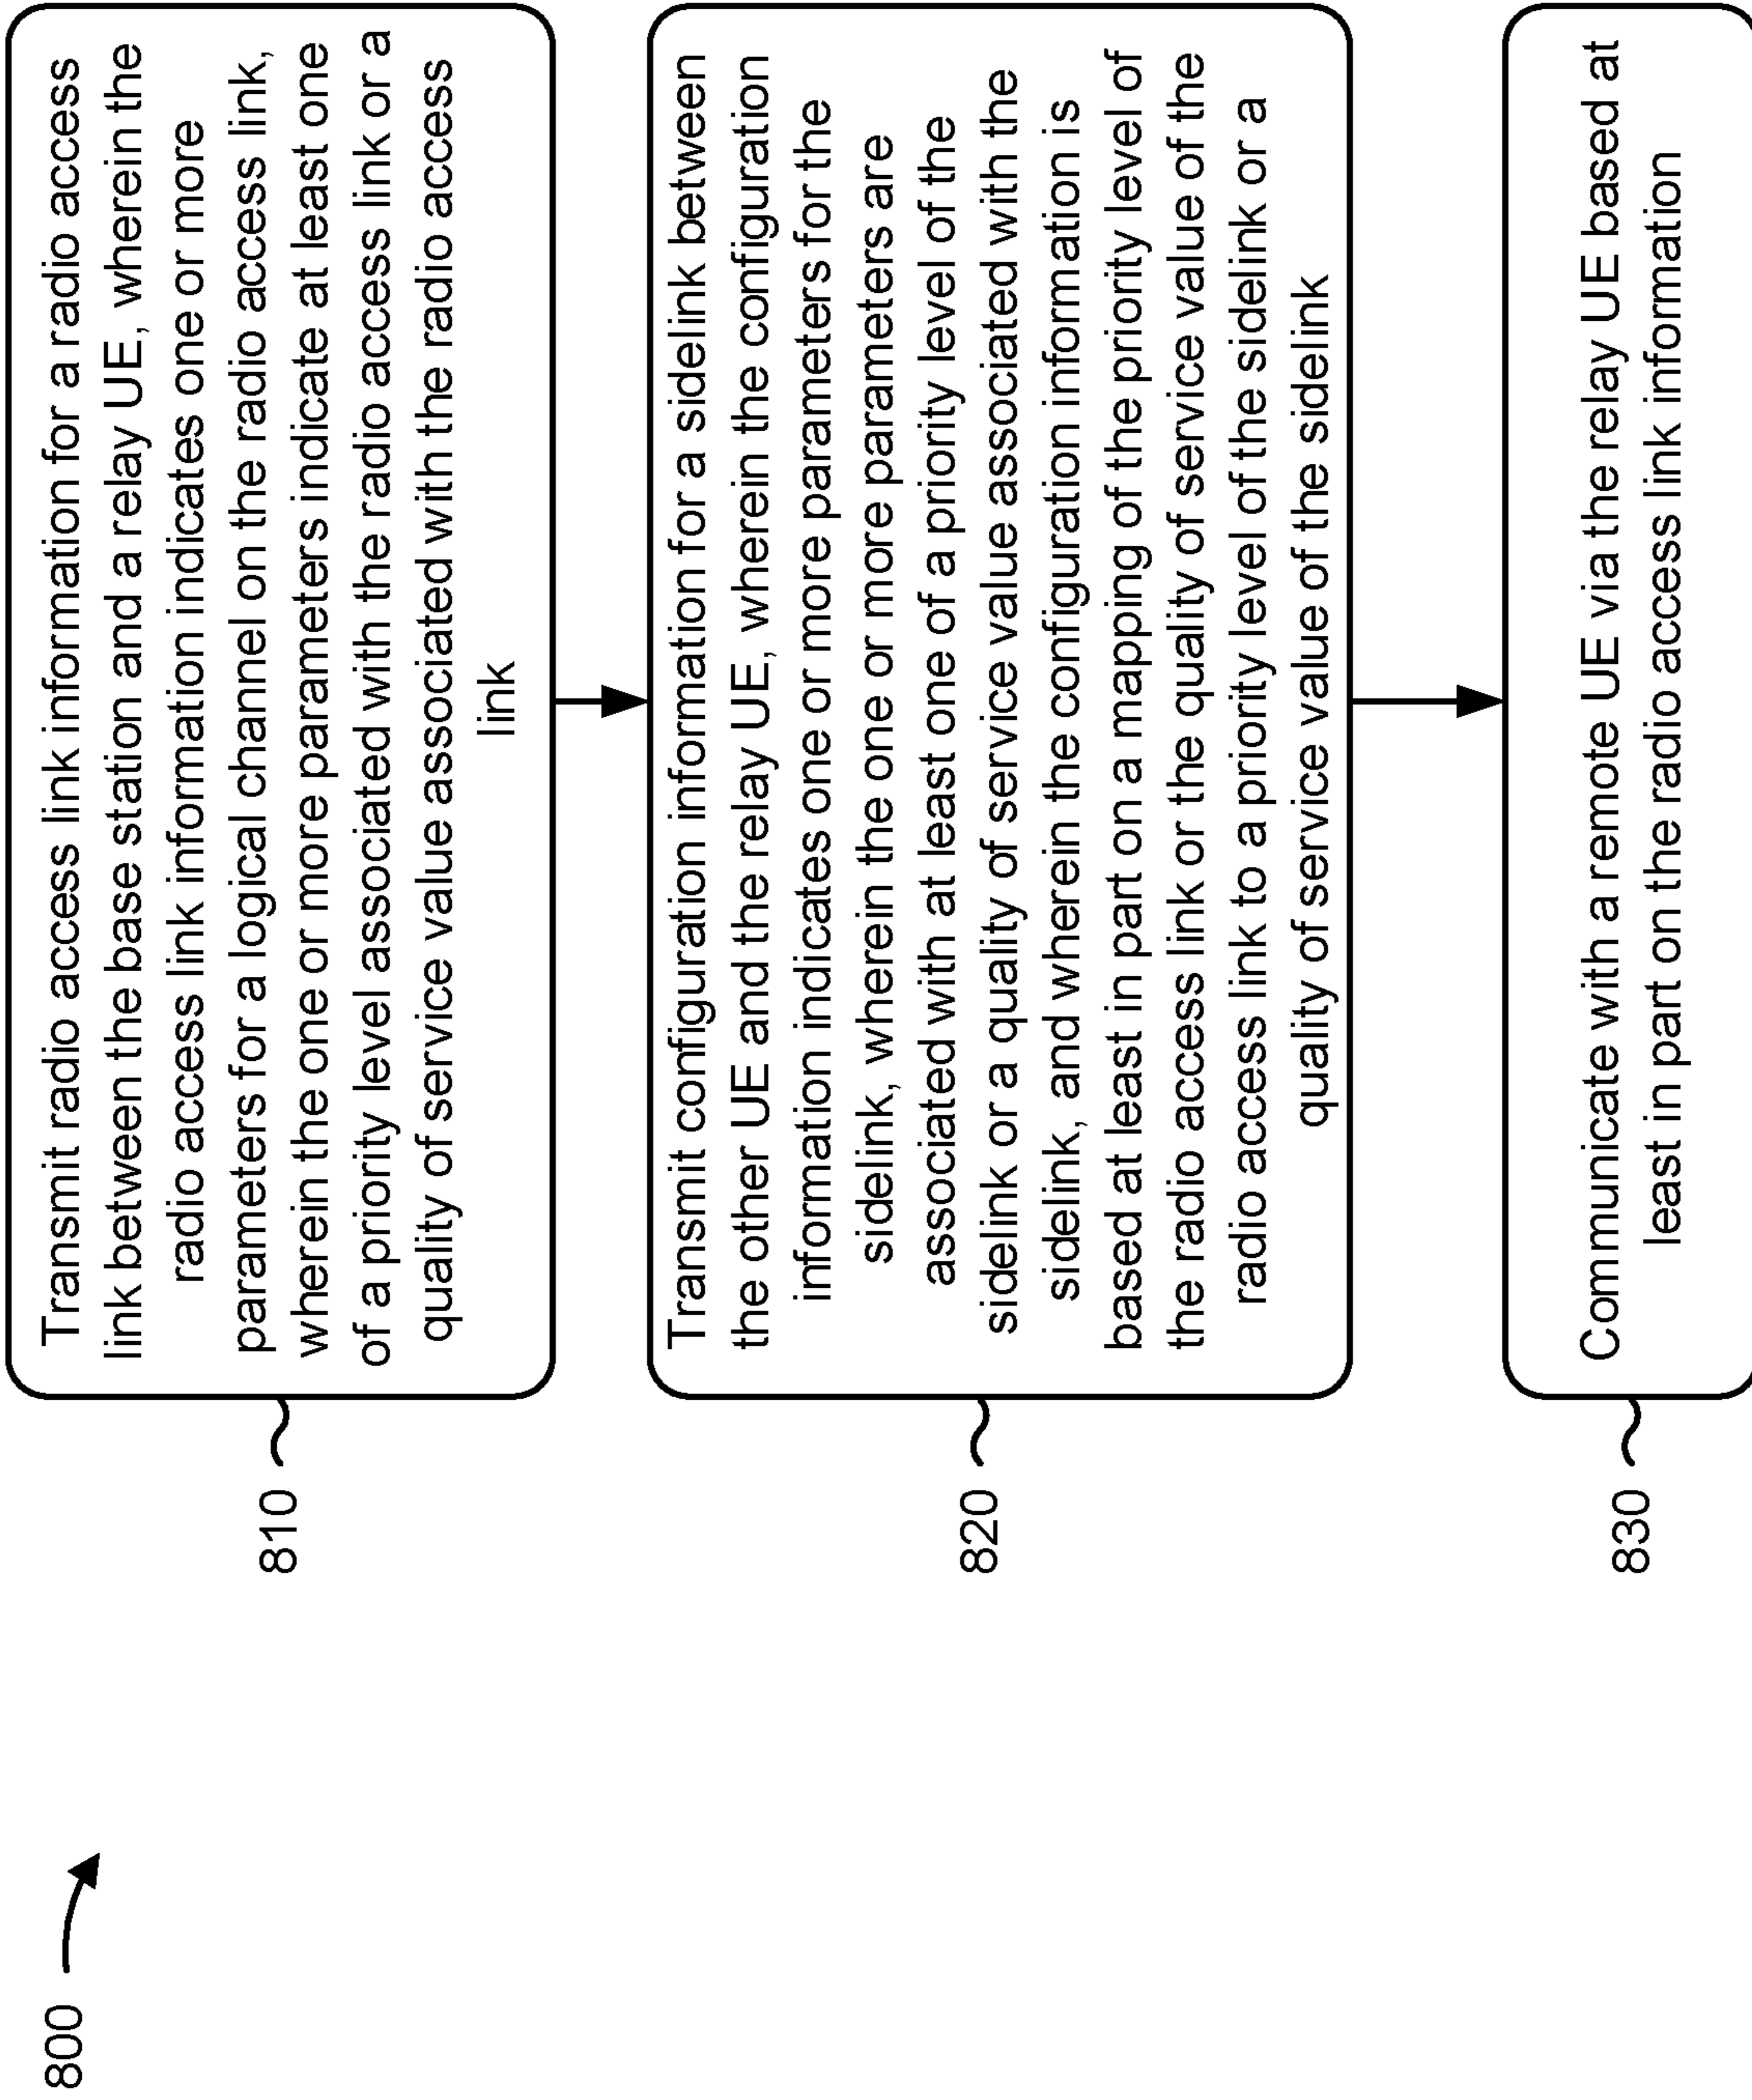 800
810
Transmit radio access link information for a radio access
link between the base station and a relay UE, wherein the
radio access link information indicates one or more
parameters for a logical channel on the radio access link,
wherein the one or more parameters indicate at least one
of a priority level associated with the radio access link or a
quality of service value associated with the radio access
link
820
Transmit configuration information for a sidelink between
the other UE and the relay UE, wherein the configuration
information indicates one or more parameters for the
sidelink, wherein the one or more parameters are
associated with at least one of a priority level of the
sidelink or a quality of service value associated with the
sidelink, and wherein the configuration information is
based at least in part on a mapping of the priority level of
the radio access link or the quality of service value of the
radio access link to a priority level of the sidelink or a
quality of service value of the sidelink
830
Communicate with a remote UE via the relay UE based at
least in part on the radio access link information